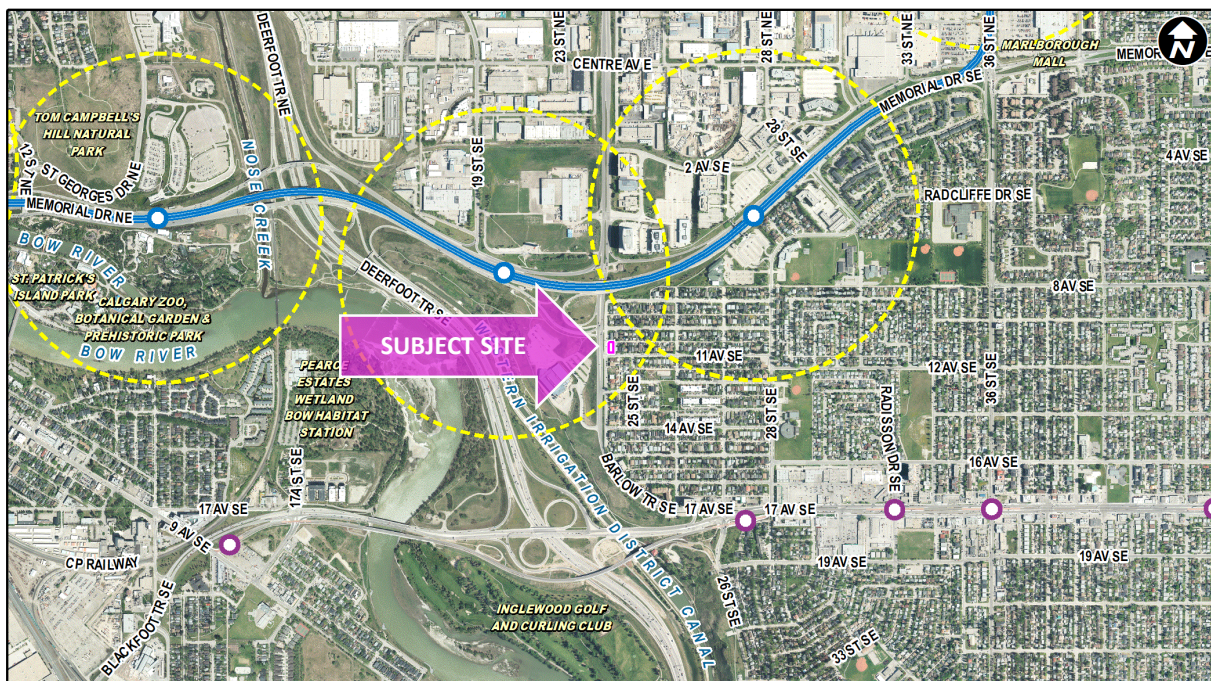 DEERFOOT TR NE
23 ST SE
CENTRE AV E
28 ST SE
33 ST NE
36 ST NE
MARLBOROUGH
MALL
MEMORIAL DR SE
N
TOM CAMPBELL'S
HILL NATURAL
PARK
DEERFOOT TR NE
NOSE CREEK
19 ST SE
2 AV SE
28 ST SE
MEMORIAL DR SE
4 AV SE
12 ST NE
ST GEORGES DR NE
MEMORIAL DR NE
RADCLIFFE DR SE
BOW RIVER
ST. PATRICK'S
ISLAND PARK
CALGARY ZOO,
BOTANICAL GARDEN &
PREHISTORIC PARK
BOW RIVER
DEERFOOT TR SE
8 AV SE
SUBJECT SITE
11 AV SE
12 AV SE
PEARCE
ESTATES
WETLAND
BOW HABITAT
STATION
WESTERN IRRIGATION DISTRICT CANAL
25 ST SE
14 AV SE
28 ST SE
RADISSON DR SE
36 ST SE
BARLOW TR SE
16 AV SE
17A ST SE
17 AV SE
9 AV SE
17 AV SE
17 AV SE
CP RAILWAY
19 AV SE
19 AV SE
26 ST SE
BLACKFOOT TR SE
INGLEWOOD GOLF
AND CURLING CLUB
33 ST SE